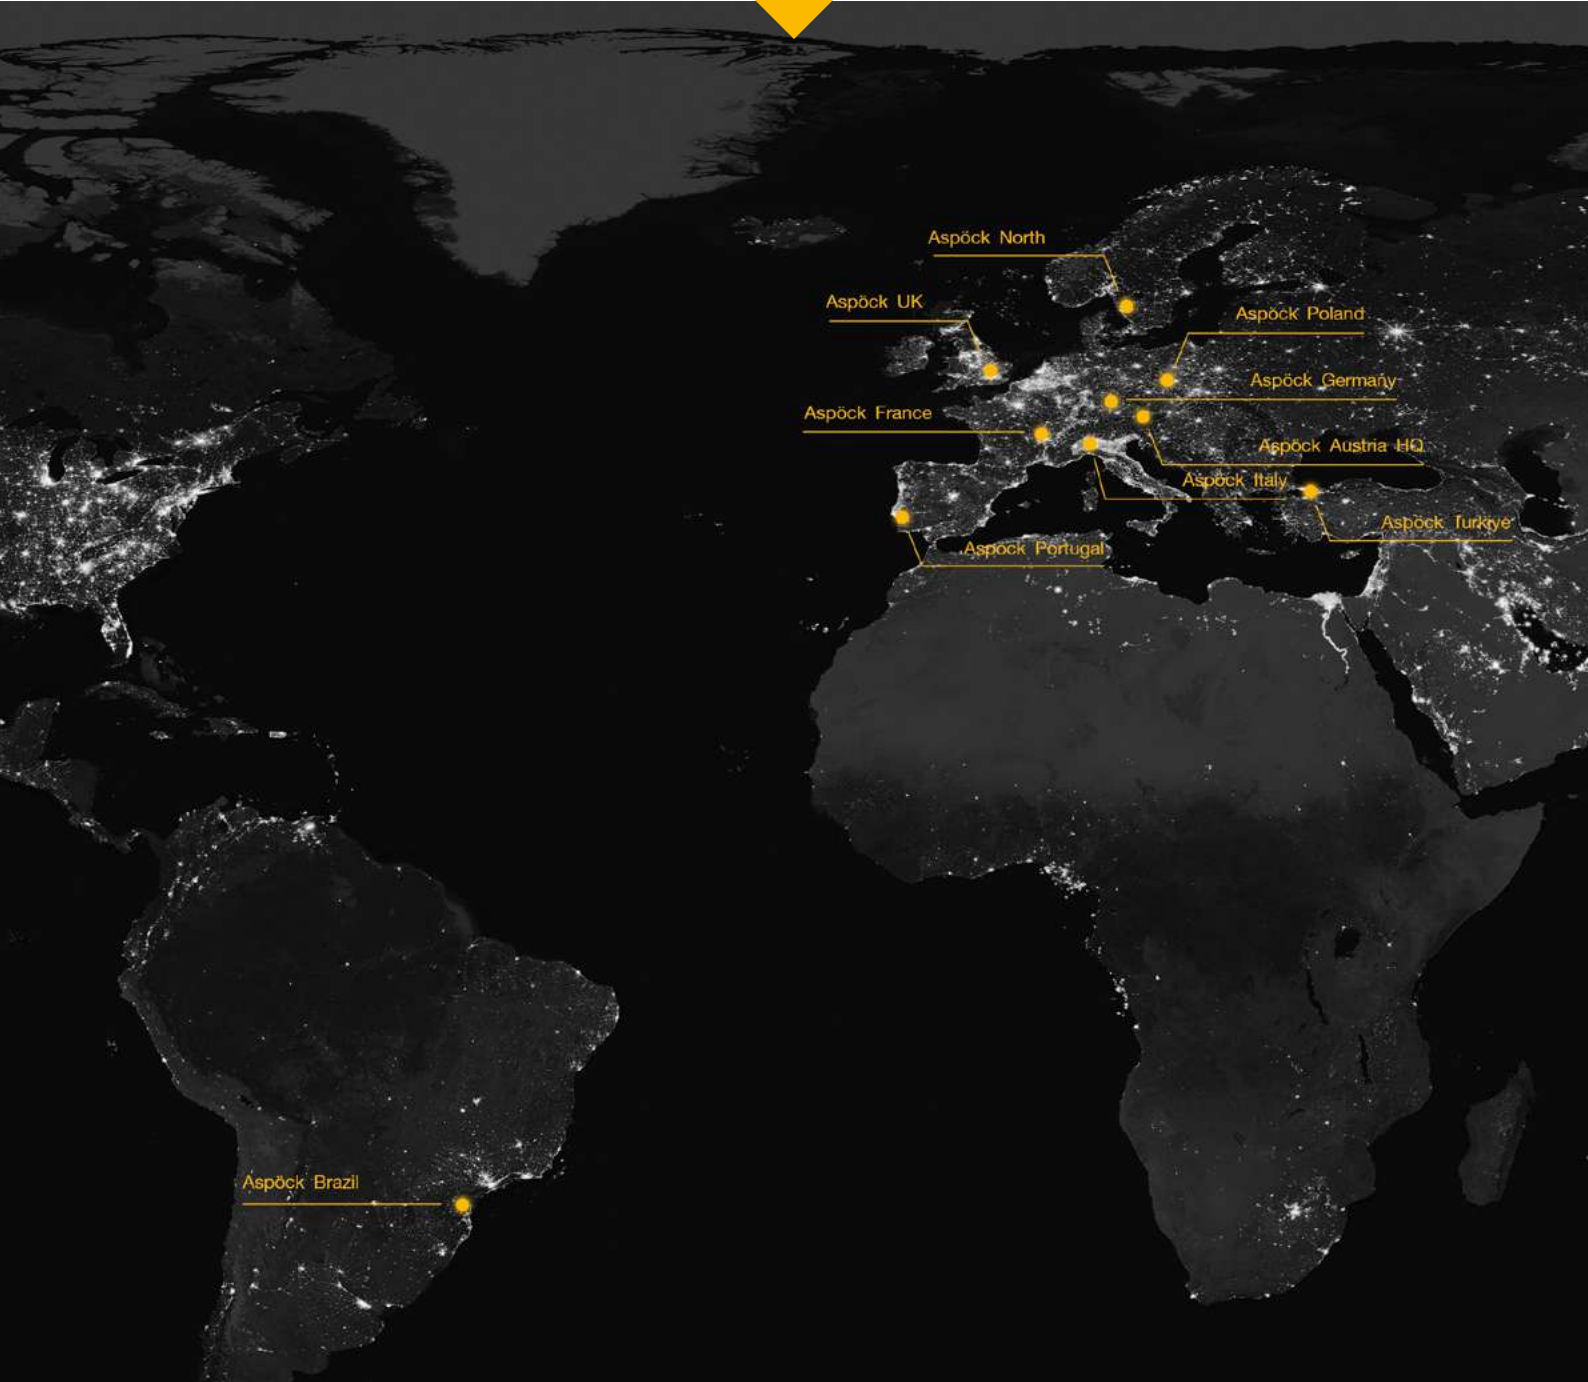 Aspöck North
Aspöck UK
Aspöck Poland
Aspöck Germany
Aspöck France
Aspöck Austria HQ
Aspöck Italy
Aspöck Turkiye
Aspöck Portugal
Aspöck Brazil